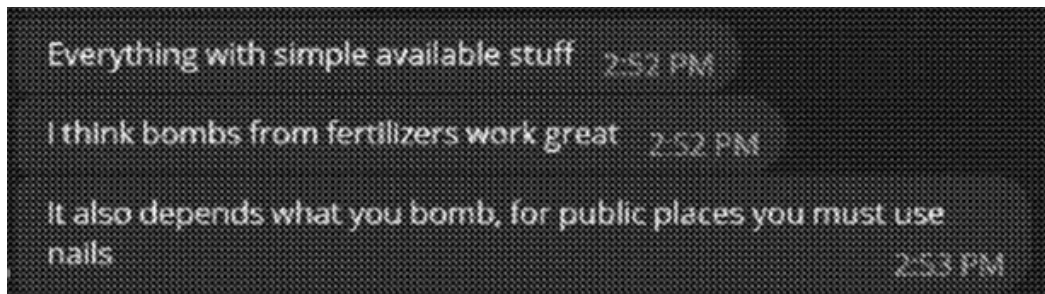 Everything with simple available stuff 2:52 PM
I think bombs from fertilizers work great 2:52 PM
It also depends what you bomb, for public places you must use
nails 2:53 PM